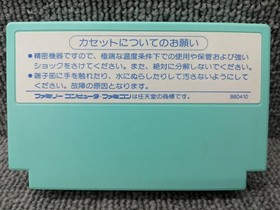 カセットについてのお願い
●精密機器ですので、極端な温度条件下での使用や保管および強い
ショックをさけてください。また、絶対に分解しないでください。
●端子部に手を触れたり、水にぬらしたりして汚さないようにして
ください。故障の原因となります。
ファミリーコンピュータ・ファミコンは任天堂の商標です。 880410